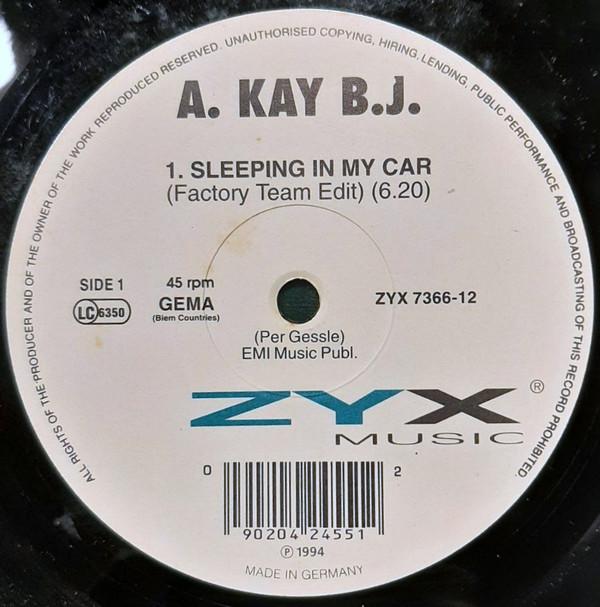 ALL RIGHTS OF THE PRODUCER AND OF THE OWNER OF THE WORK REPRODUCED RESERVED. UNAUTHORISED COPYING, HIRING, LENDING, PUBLIC PERFORMANCE AND BROADCASTING OF THIS RECORD PROHIBITED.
A. KAY B.J.
1. SLEEPING IN MY CAR
(Factory Team Edit) (6.20)
SIDE 1
45 rpm
LC 6350
GEMA
(Biem Countries)
ZYX 7366-12
(Per Gessle)
EMI Music Publ.
ZYX ®
MUSIC
0 90204 24551 2
℗ 1994
MADE IN GERMANY